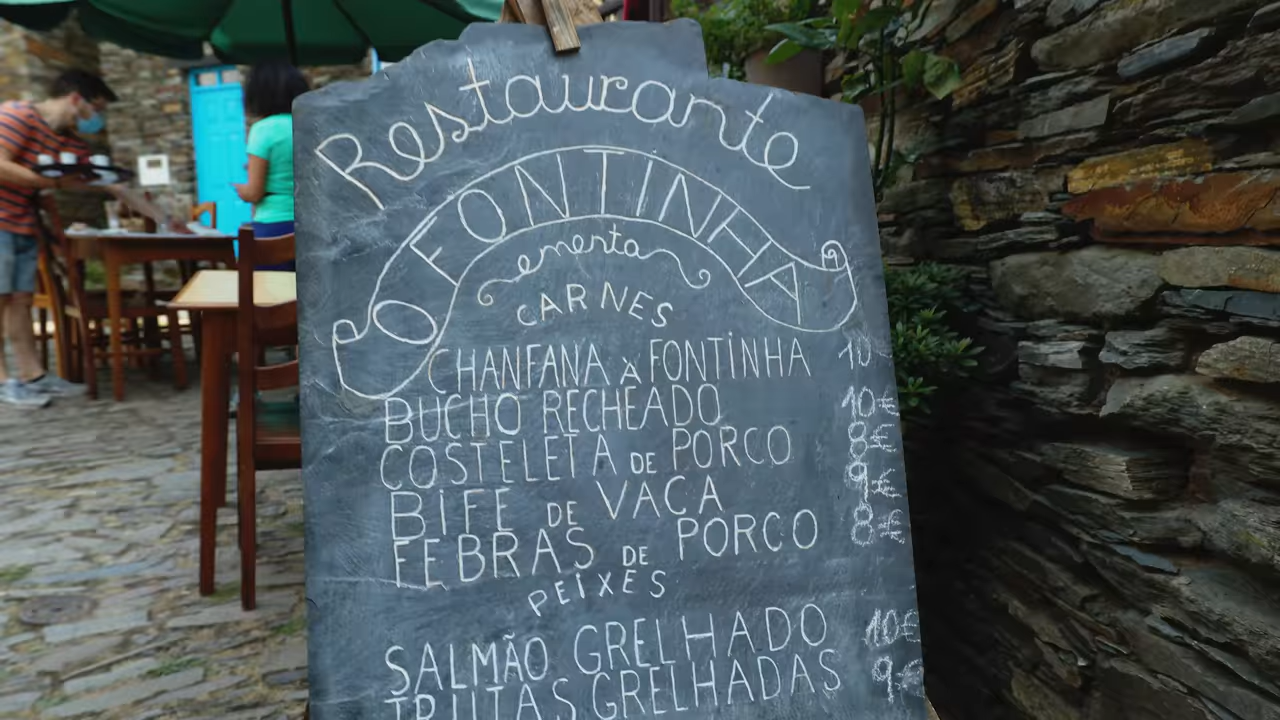 Restaurante
O FONTINHA
ementa
CARNES
CHANFANA À FONTINHA 10
BUCHO RECHEADO 10€
COSTELETA DE PORCO 8€
BIFE DE VACA 9€
FEBRAS DE PORCO 8€
PEIXES
SALMÃO GRELHADO 10€
TRUTAS GRELHADAS 9€